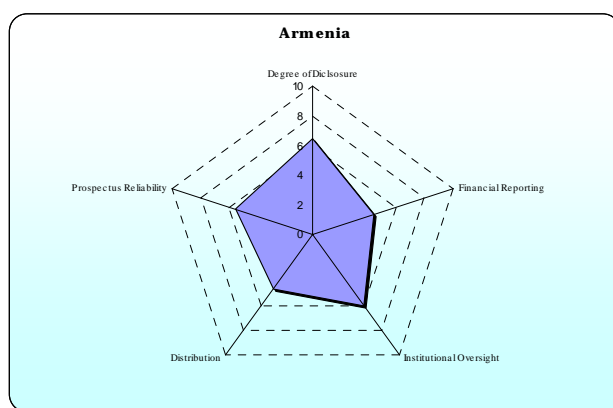 Armenia
Degree of Diclsosure
10
8
6
4
2
0
Prospectus Reliability
Financial Reporting
Distribution
Institutional Oversight